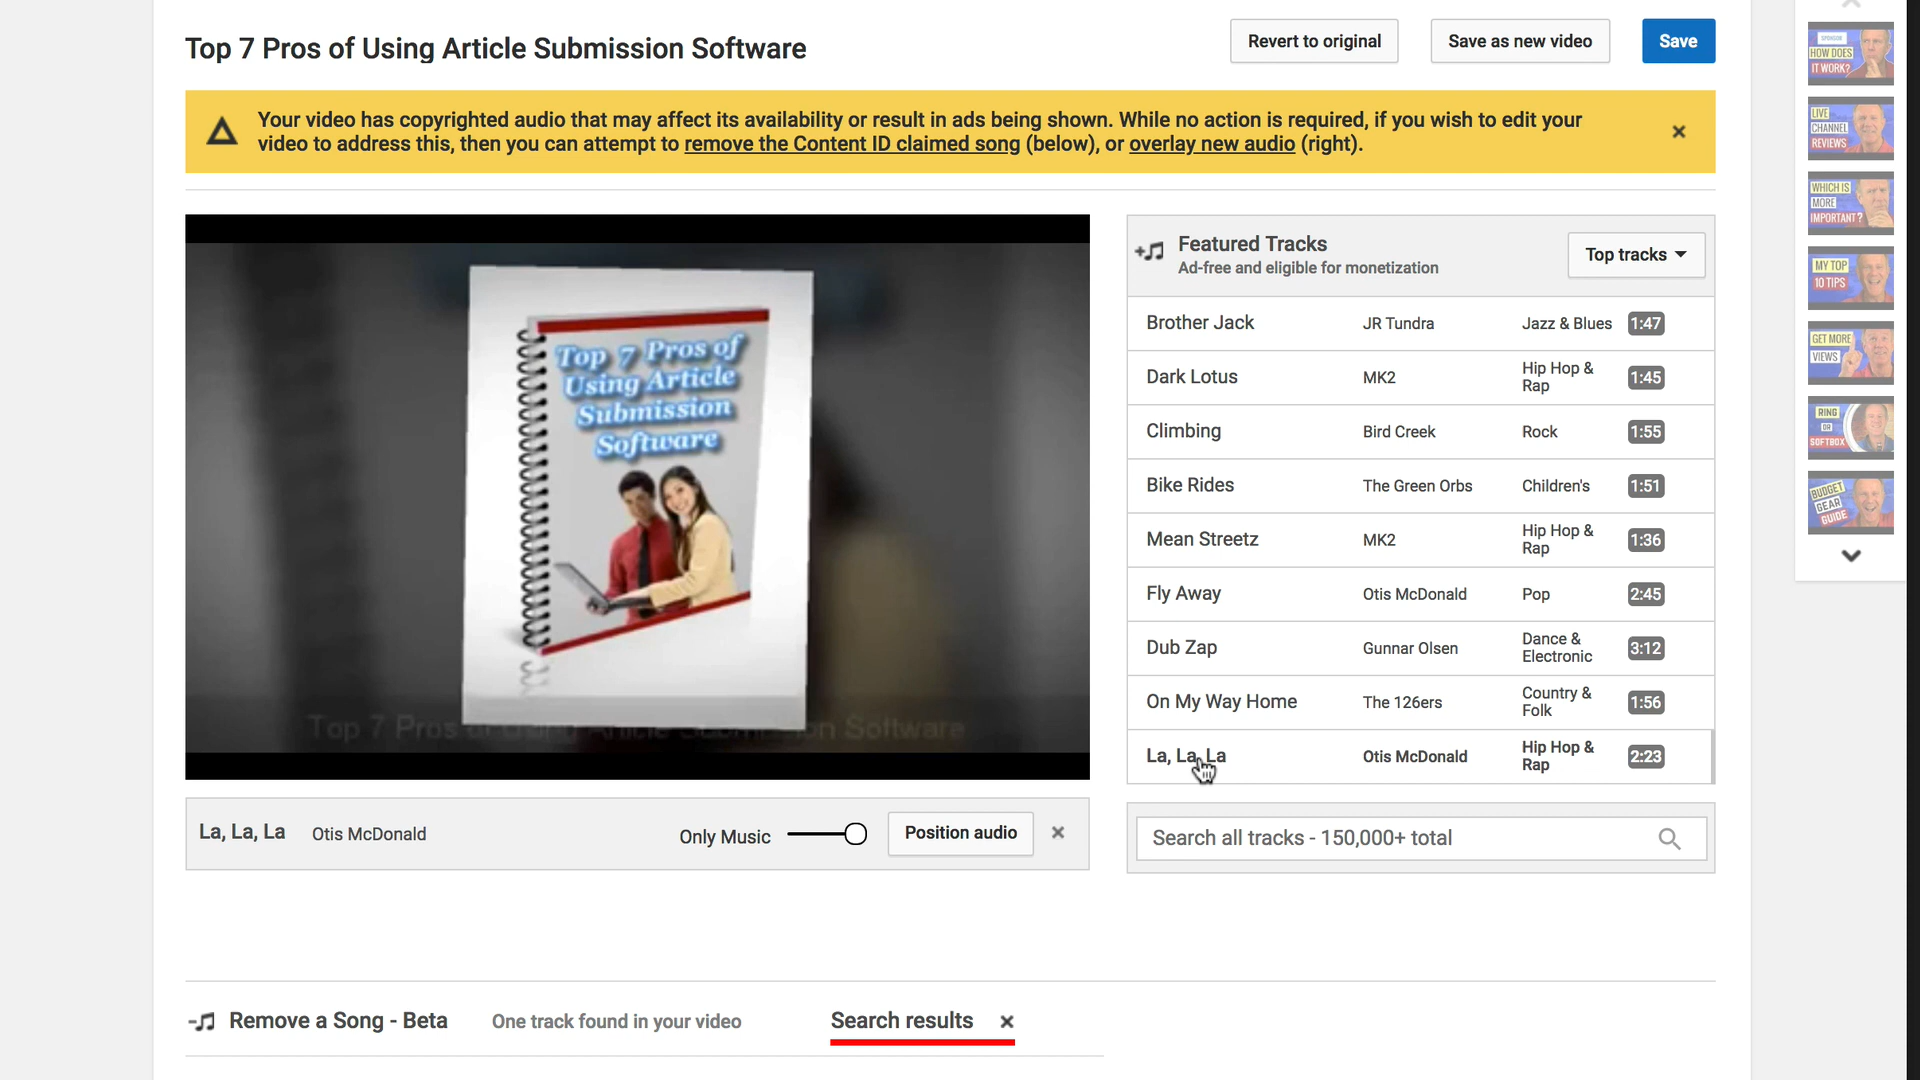 Top 7 Pros of Using Article Submission Software
Revert to original
Save as new video
Save
Your video has copyrighted audio that may affect its availability or result in ads being shown. While no action is required, if you wish to edit your
video to address this, then you can attempt to remove the Content ID claimed song (below), or overlay new audio (right).
Top 7 Pros of
Using Article
Submission
Software
Top 7 Pros of Using Article Submission Software
La, La, La Otis McDonald
Only Music
Position audio
Featured Tracks
Ad-free and eligible for monetization
Top tracks
Brother Jack JR Tundra Jazz & Blues 1:47
Dark Lotus MK2 Hip Hop &
Rap 1:45
Climbing Bird Creek Rock 1:55
Bike Rides The Green Orbs Children's 1:51
Mean Streetz MK2 Hip Hop &
Rap 1:36
Fly Away Otis McDonald Pop 2:45
Dub Zap Gunnar Olsen Dance &
Electronic 3:12
On My Way Home The 126ers Country &
Folk 1:56
La, La, La Otis McDonald Hip Hop &
Rap 2:23
Search all tracks - 150,000+ total
Remove a Song - Beta
One track found in your video
Search results
SPONSOR
HOW DOES
IT WORK?
LIVE
CHANNEL
REVIEWS
WHICH IS
MORE
IMPORTANT?
MY TOP
10 TIPS
GET MORE
VIEWS
RING
OR
SOFTBOX
BUDGET
GEAR
GUIDE